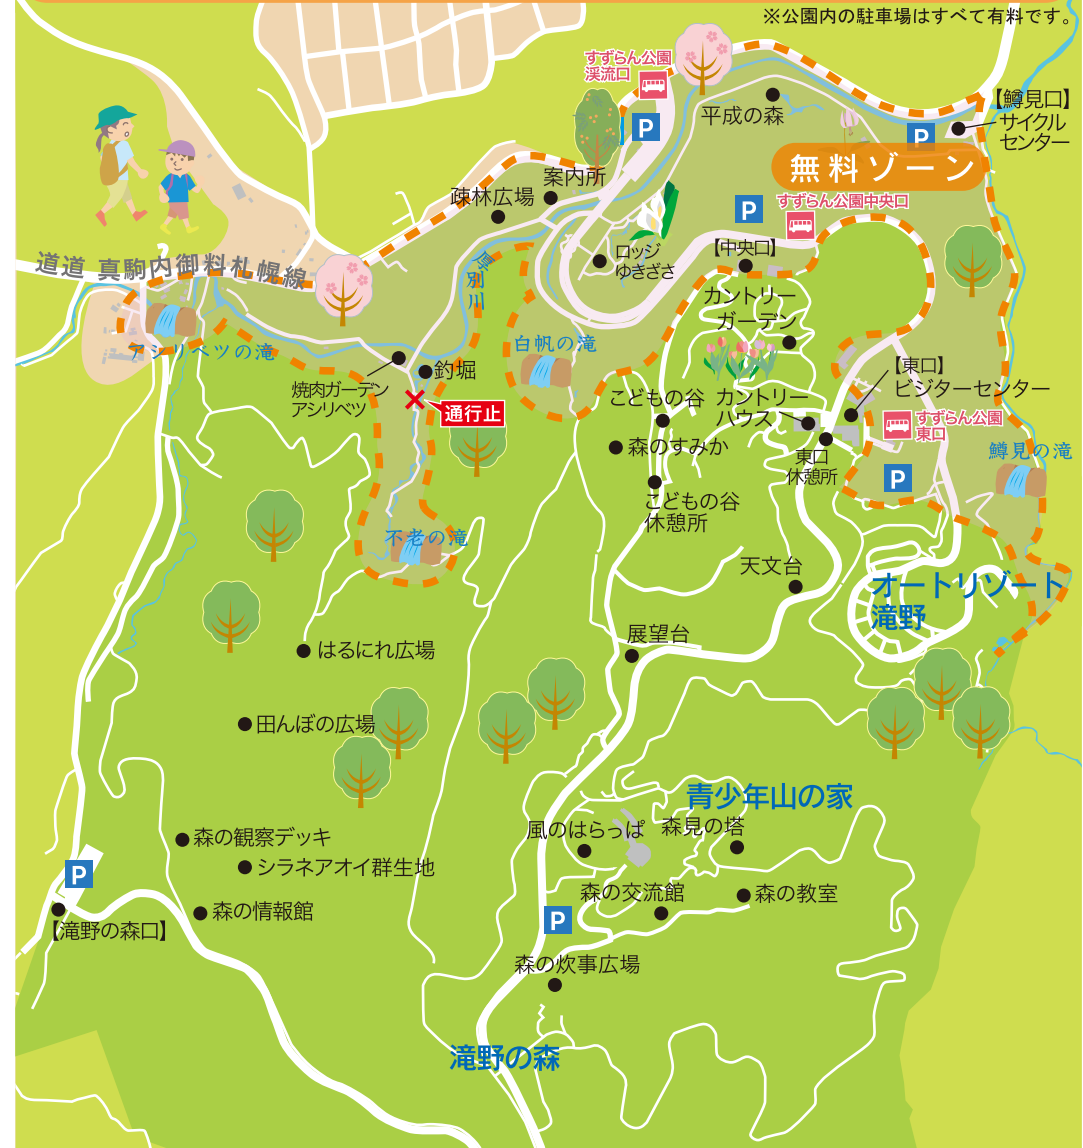 ※公園内の駐車場はすべて有料です。
すずらん公園
渓流口
P
平成の森
P
【鱒見口】
サイクル
センター
無料ゾーン
案内所
疎林広場
P
すずらん公園中央口
ロッジ
ゆきざさ
【中央口】
道道 真駒内御料札幌線
厚別川
カントリー
ガーデン
アシリベツの滝
白帆の滝
焼肉ガーデン
アシリベツ
釣堀
通行止
【東口】
ビジターセンター
こどもの谷
カントリー
ハウス
すずらん公園
東口
森のすみか
東口
休憩所
鱒見の滝
P
こどもの谷
休憩所
不老の滝
天文台
オートリゾート
滝野
展望台
はるにれ広場
田んぼの広場
青少年山の家
風のはらっぱ
森見の塔
森の観察デッキ
シラネアオイ群生地
P
森の交流館
森の教室
森の情報館
P
【滝野の森口】
森の炊事広場
滝野の森